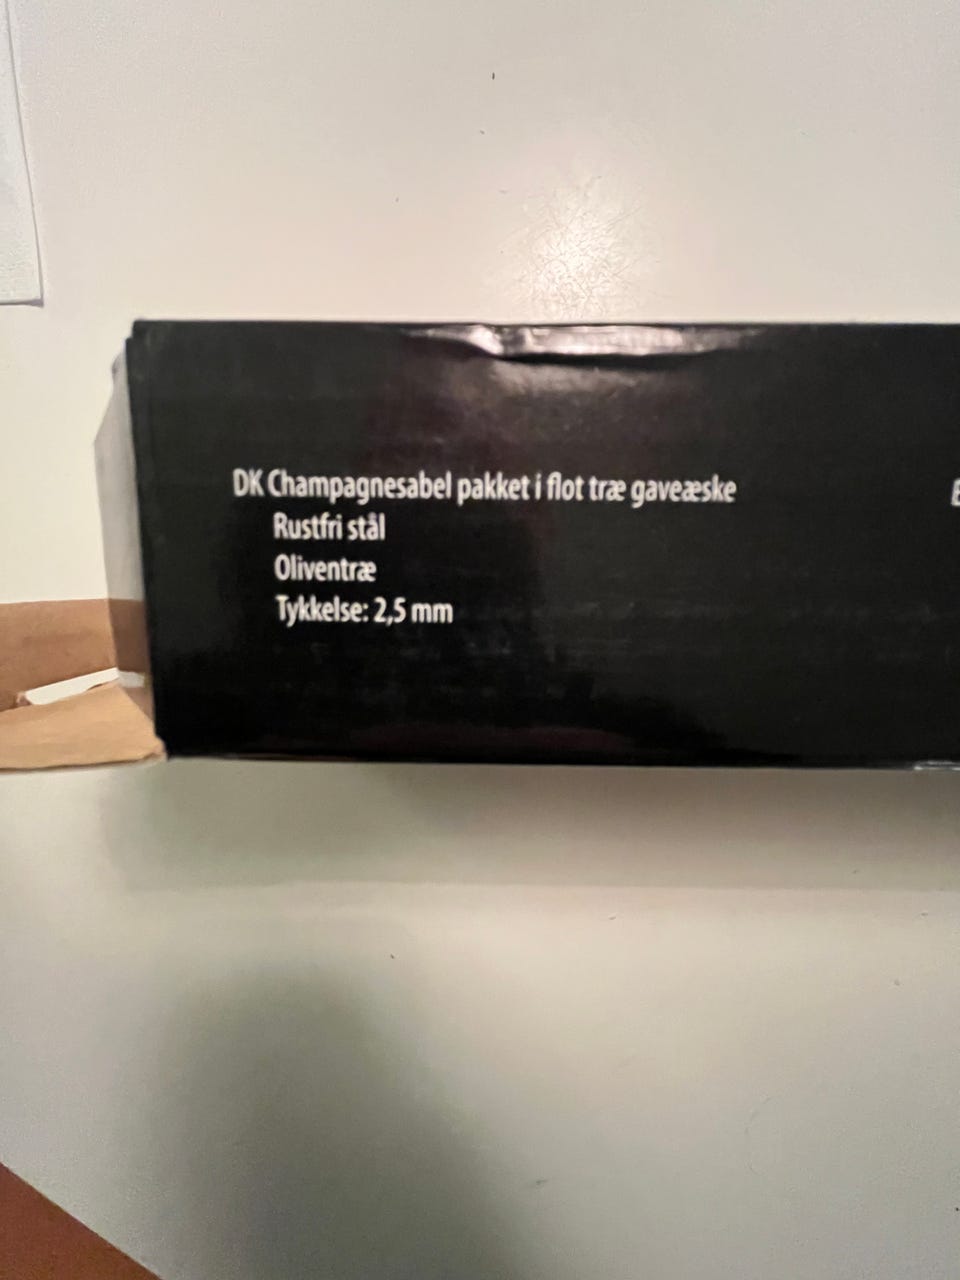 DK Champagnesabel pakket i flot træ gaveæske
Rustfri stål
Oliventræ
Tykkelse: 2,5 mm